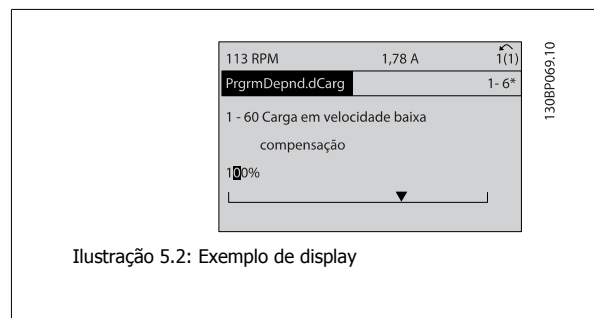 113 RPM 1,78 A 1(1)
PrgrmDepnd.dCarg 1- 6*
1 - 60 Carga em velocidade baixa
compensação
100%
130BP069.10
Ilustração 5.2: Exemplo de display